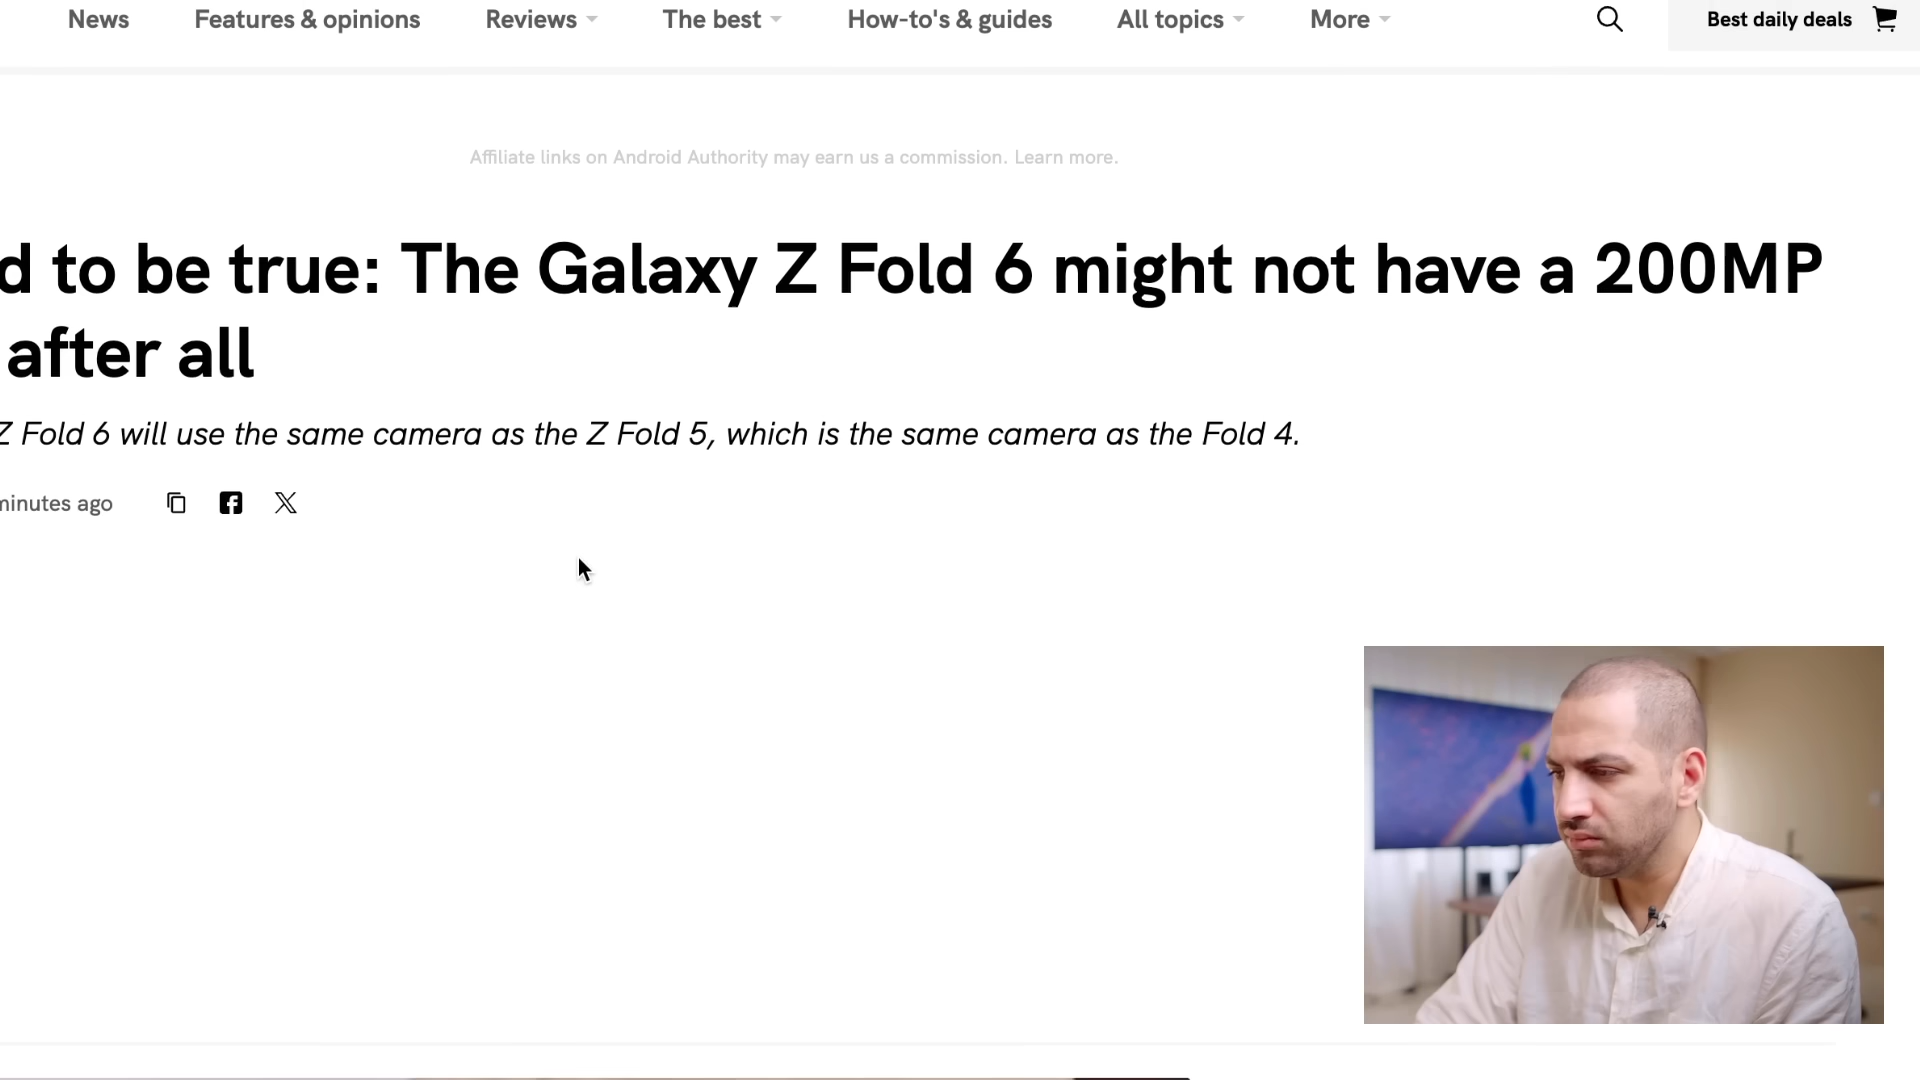 News Features & opinions Reviews The best How-to's & guides All topics More Best daily deals
Affiliate links on Android Authority may earn us a commission. Learn more.
d to be true: The Galaxy Z Fold 6 might not have a 200MP
after all
Z Fold 6 will use the same camera as the Z Fold 5, which is the same camera as the Fold 4.
minutes ago